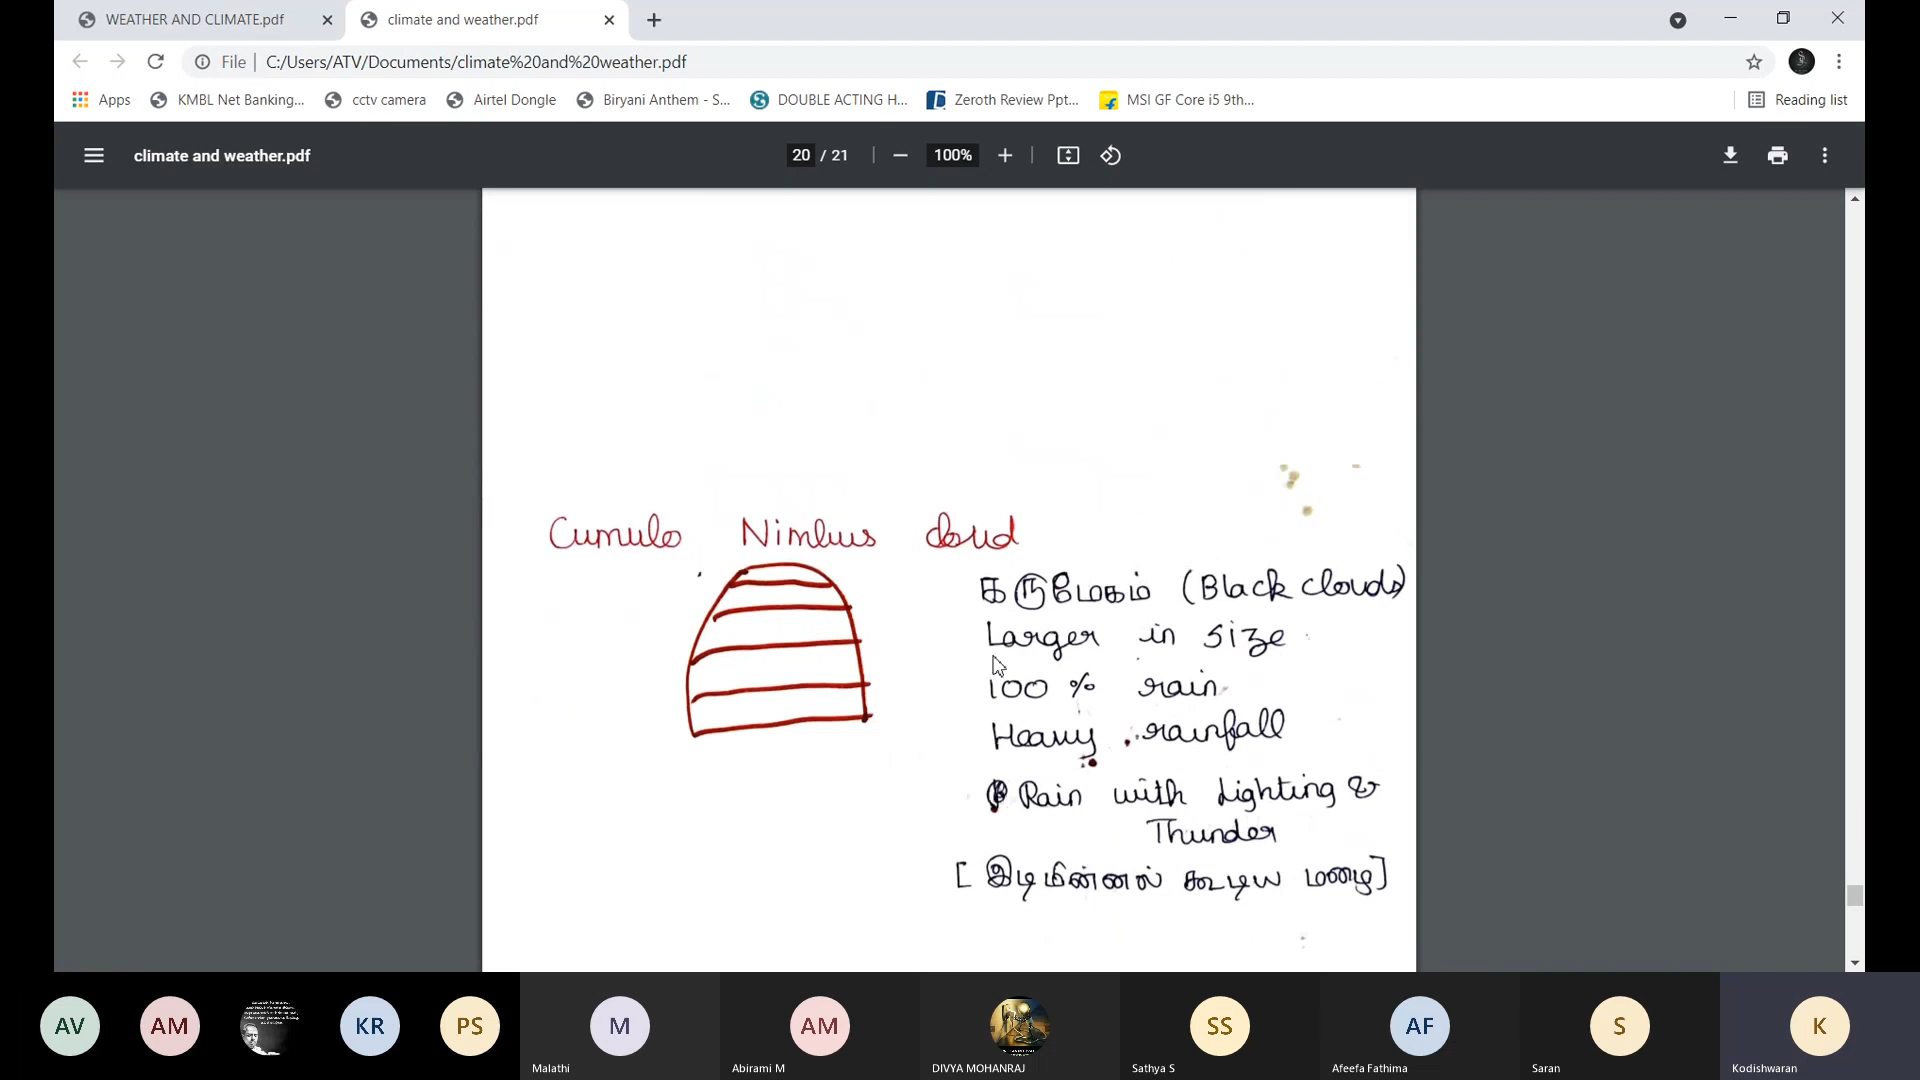 WEATHER AND CLIMATE.pdf
climate and weather.pdf
File
C:/Users/ATV/Documents/climate%20and%20weather.pdf
Apps
KMBL Net Banking...
cctv camera
Airtel Dongle
Biryani Anthem - S...
DOUBLE ACTING H...
Zeroth Review Ppt...
MSI GF Core i5 9th...
Reading list
climate and weather.pdf
20 / 21
100%
Cumulo Nimbus cloud
கருமேகம் (Black clouds)
Larger in size
100 % rain
Heavy rainfall
Rain with Lighting &
Thunder
[ இடிமின்னல் கூடிய மழை]
AV
AM
KR
PS
M
AM
SS
AF
S
K
Malathi
Abirami M
DIVYA MOHANRAJ
Sathya S
Afeefa Fathima
Saran
Kodishwaran